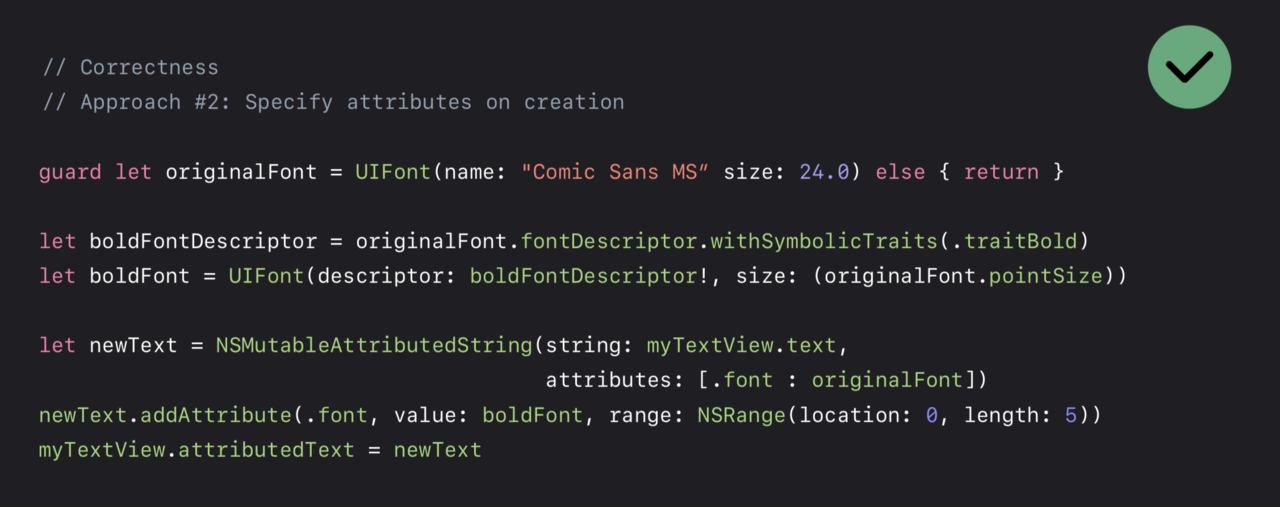 // Correctness
// Approach #2: Specify attributes on creation
guard let originalFont = UIFont(name: "Comic Sans MS” size: 24.0) else { return }
let boldFontDescriptor = originalFont.fontDescriptor.withSymbolicTraits(.traitBold)
let boldFont = UIFont(descriptor: boldFontDescriptor!, size: (originalFont.pointSize))
let newText = NSMutableAttributedString(string: myTextView.text,
attributes: [.font : originalFont])
newText.addAttribute(.font, value: boldFont, range: NSRange(location: 0, length: 5))
myTextView.attributedText = newText